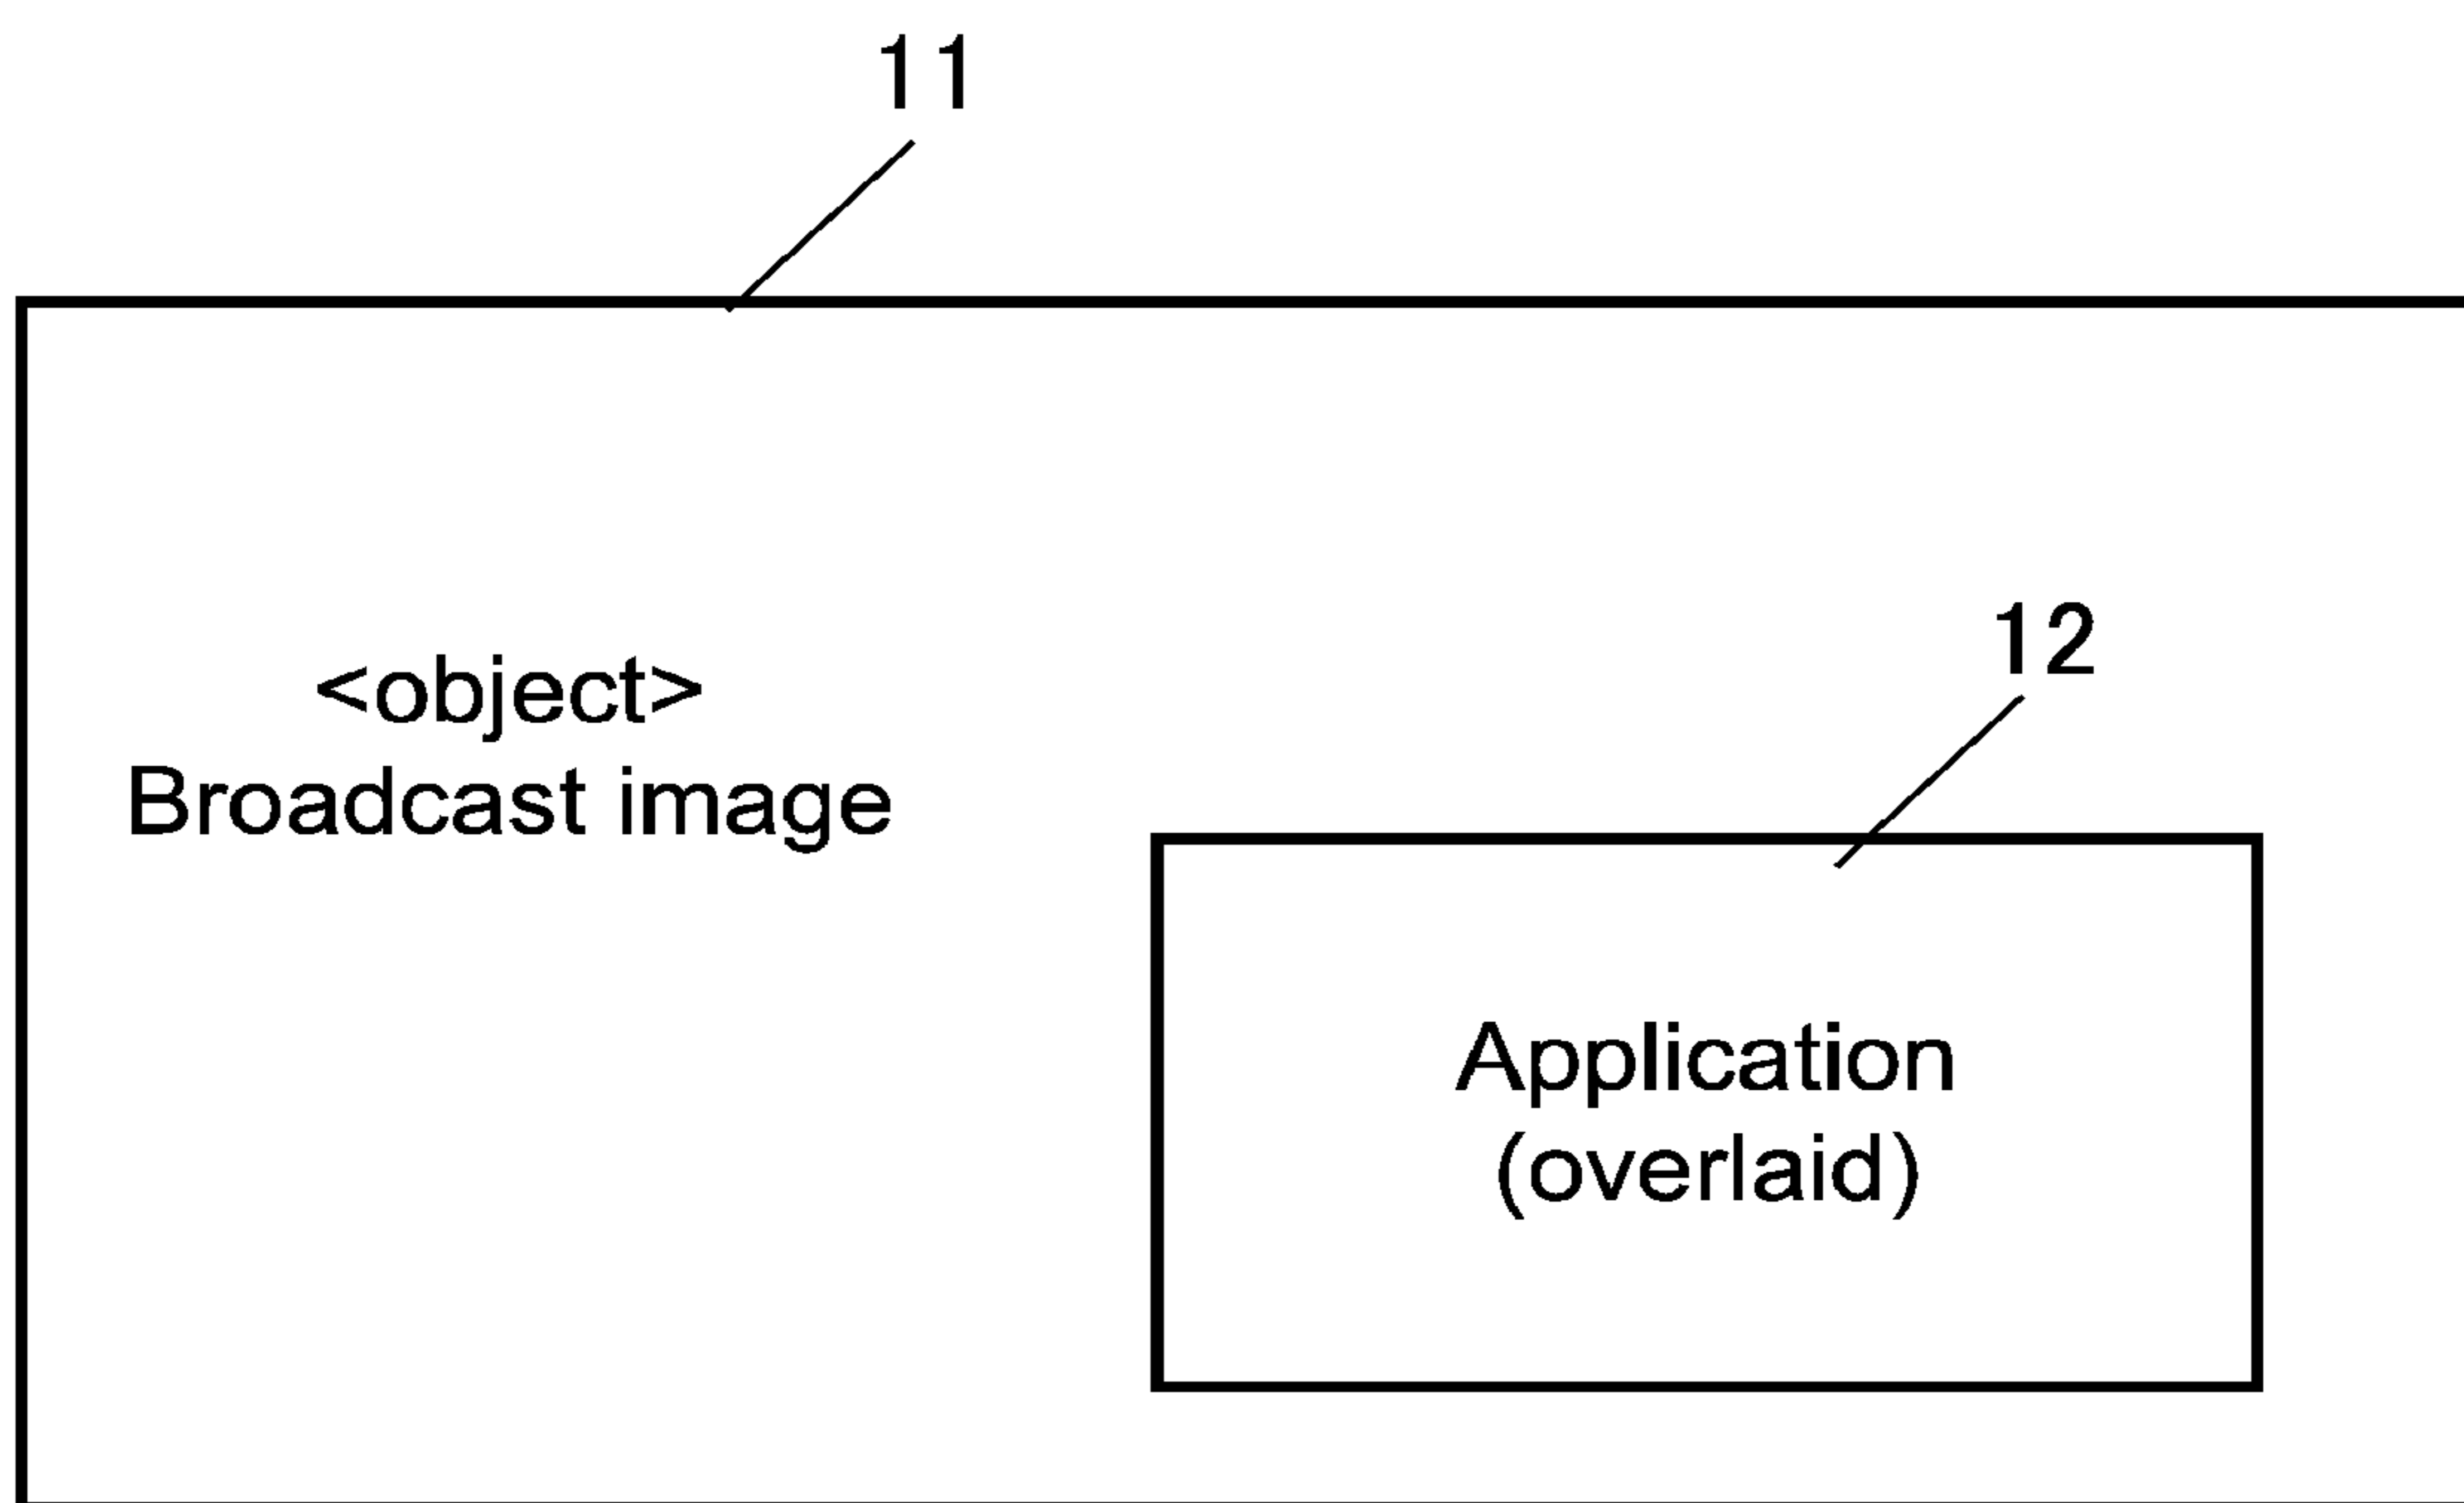 11
12
<object>
Broadcast image
Application
(overlaid)